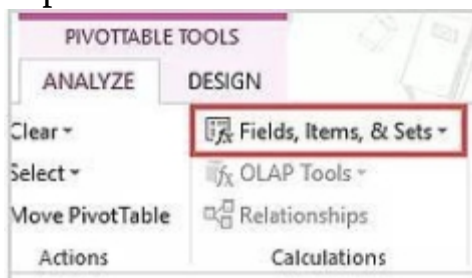 PIVOTTABLE TOOLS
ANALYZE DESIGN
Clear
Fields, Items, & Sets
Select
OLAP Tools
Move PivotTable
Relationships
Actions
Calculations